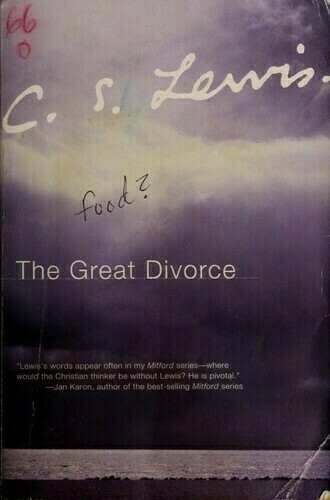 66
0
C. S. Lewis.
food?
The Great Divorce
"Lewis's words appear often in my Mitford series—where
would the Christian thinker be without Lewis? He is pivotal."
—Jan Karon, author of the best-selling Mitford series